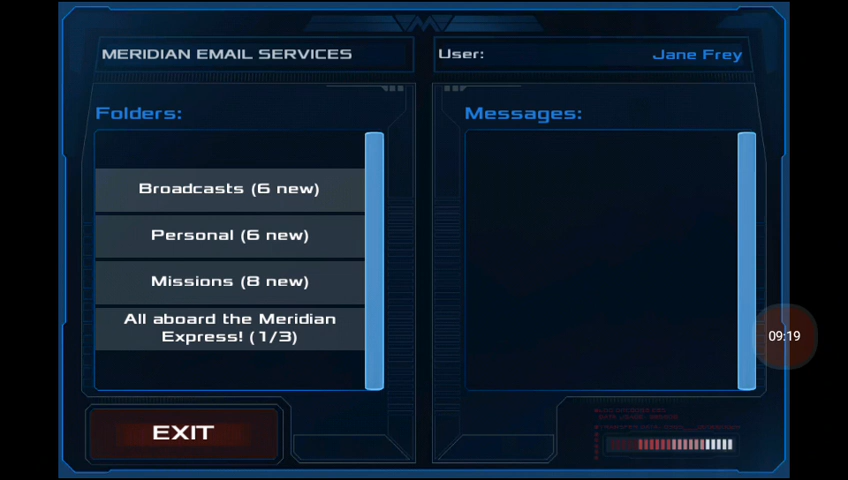 MERIDIAN EMAIL SERVICES
User: Jane Frey
Folders:
Messages:
Broadcasts (6 new)
Personal (6 new)
Missions (8 new)
All aboard the Meridian
Express! (1/3)
09:19
EXIT